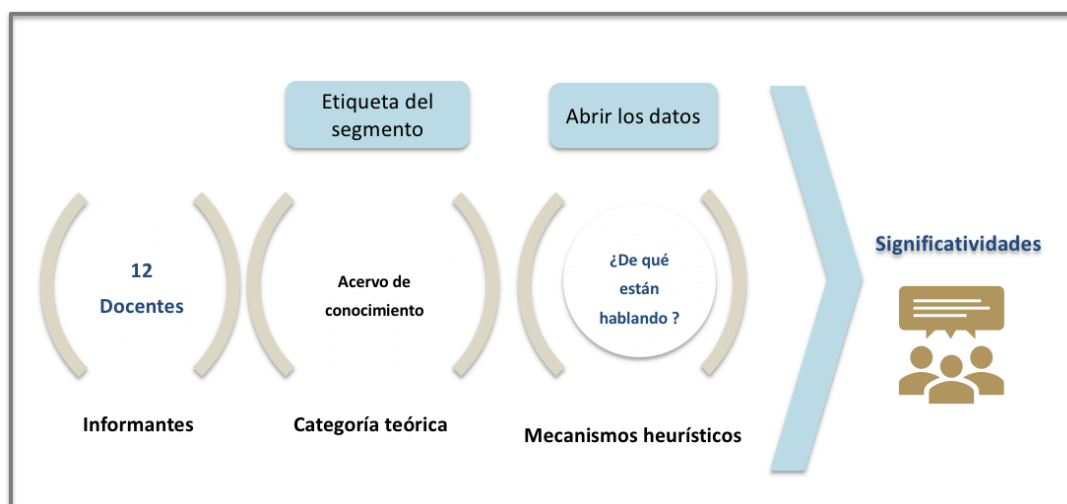 Etiqueta del
segmento
Abrir los datos
12
Docentes
Acervo de
conocimiento
¿De qué
están
hablando ?
Significatividades
Informantes
Categoría teórica
Mecanismos heurísticos